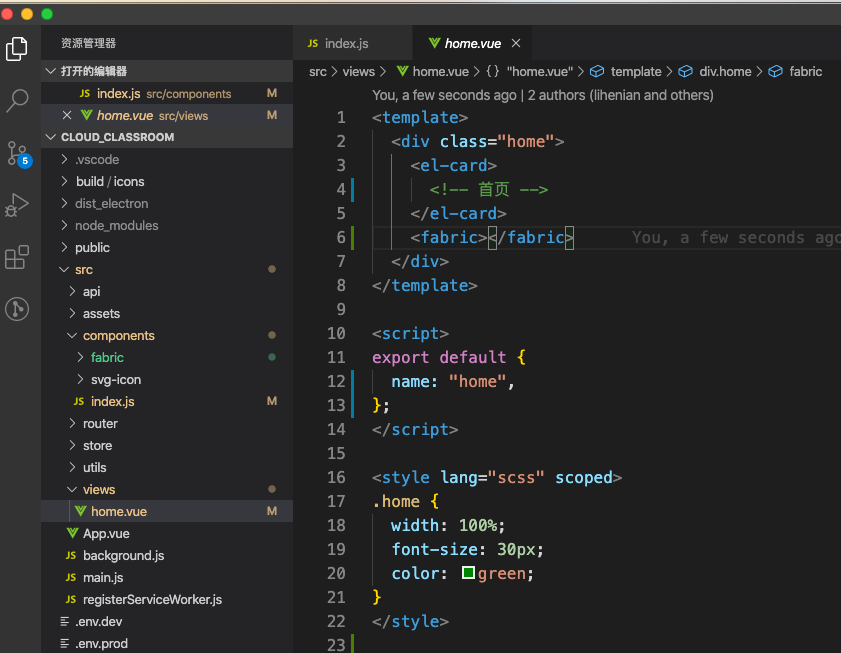 资源管理器
打开的编辑器
JS index.js src/components M
home.vue src/views M
CLOUD_CLASSROOM
.vscode
build / icons
dist_electron
node_modules
public
src
api
assets
components
fabric
svg-icon
JS index.js M
router
store
utils
views
home.vue M
App.vue
JS background.js
JS main.js
JS registerServiceWorker.js
.env.dev
.env.prod
5
JS index.js
home.vue
src > views > home.vue > {} "home.vue" > template > div.home > fabric
You, a few seconds ago | 2 authors (lihenian and others)
1 <template>
2 <div class="home">
3 <el-card>
4 <!-- 首页 -->
5 </el-card>
6 <fabric></fabric> You, a few seconds ago
7 </div>
8 </template>
9
10 <script>
11 export default {
12 name: "home",
13 };
14 </script>
15
16 <style lang="scss" scoped>
17 .home {
18 width: 100%;
19 font-size: 30px;
20 color: green;
21 }
22 </style>
23